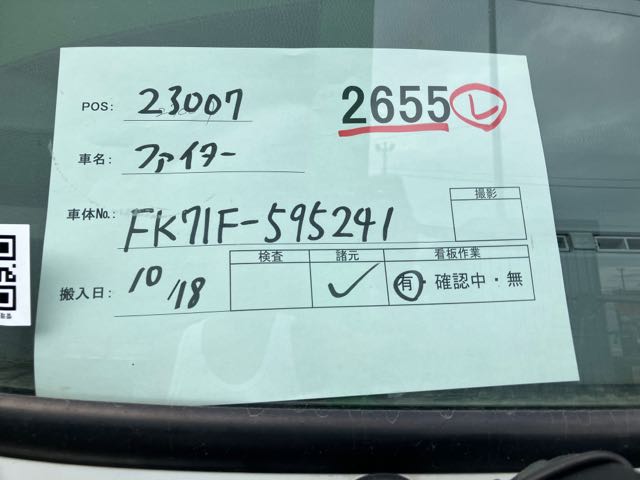 POS: 23007
2655 レ
車名: ファイター
車体No. FK71F-595241
撮影
搬入日: 10/18
検査 諸元 看板作業
✓ 有・確認中・無